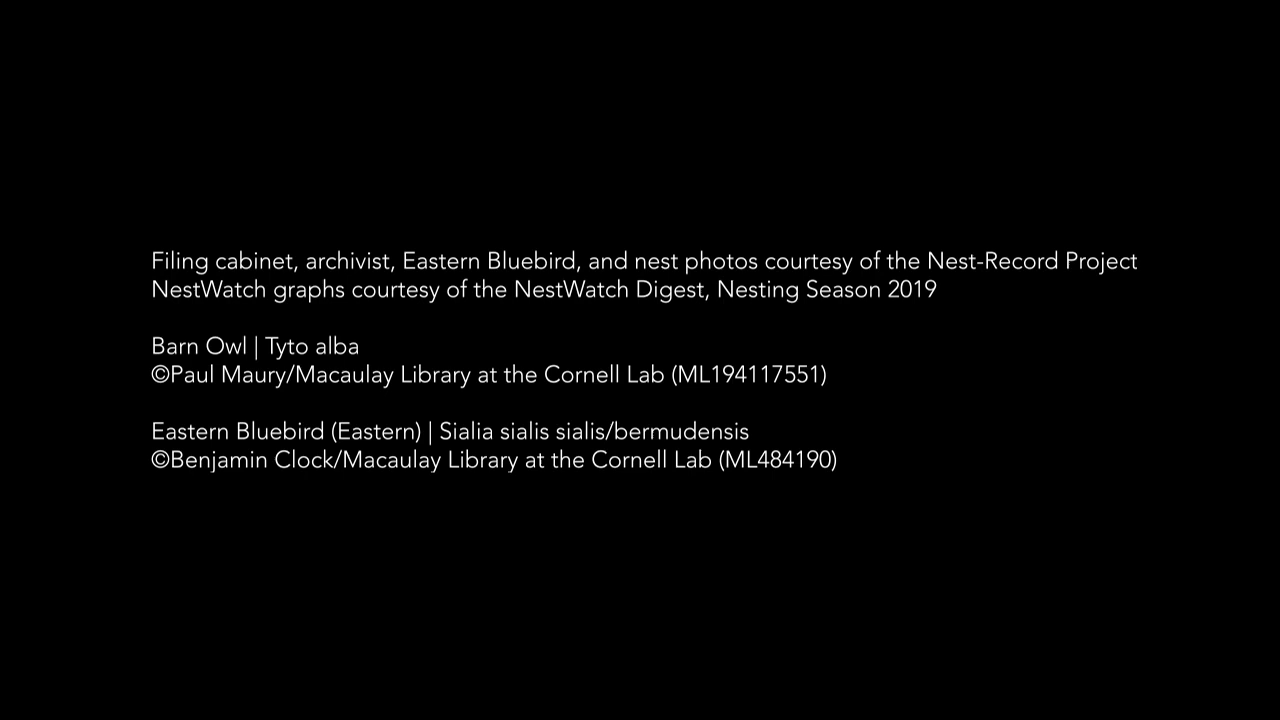 Filing cabinet, archivist, Eastern Bluebird, and nest photos courtesy of the Nest-Record Project
NestWatch graphs courtesy of the NestWatch Digest, Nesting Season 2019
Barn Owl | Tyto alba
©Paul Maury/Macaulay Library at the Cornell Lab (ML194117551)
Eastern Bluebird (Eastern) | Sialia sialis sialis/bermudensis
©Benjamin Clock/Macaulay Library at the Cornell Lab (ML484190)